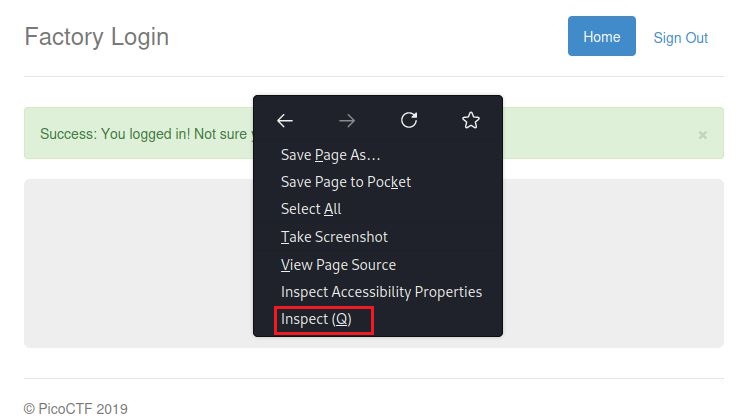 Factory Login
Home
Sign Out
Success: You logged in! Not sure
×
Save Page As...
Save Page to Pocket
Select All
Take Screenshot
View Page Source
Inspect Accessibility Properties
Inspect (Q)
© PicoCTF 2019